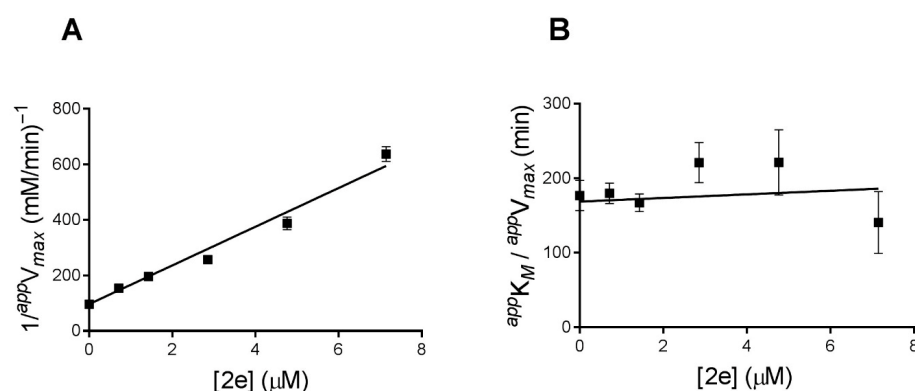 A
800
600
400
200
0
1/appVmax (mM/min)−1
0 2 4 6 8
[2e] (μM)
B
300
200
100
0
appKM / appVmax (min)
0 2 4 6 8
[2e] (μM)